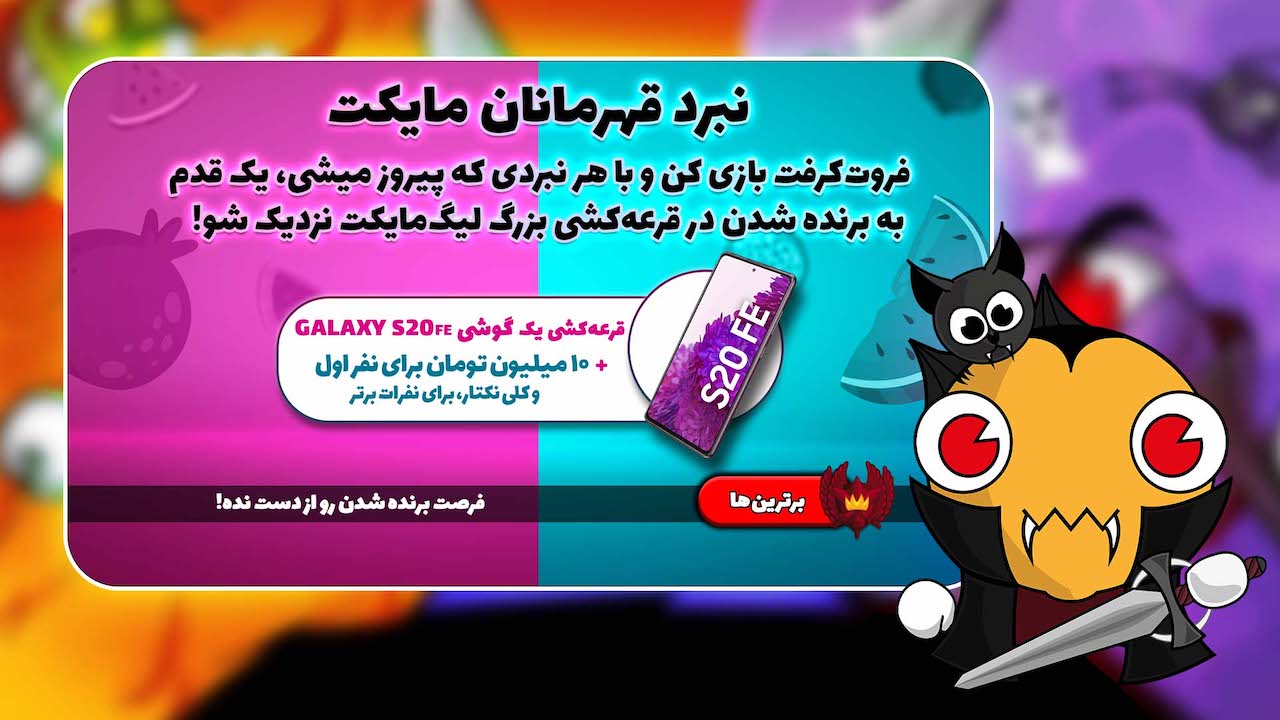 نبرد قهرمانان مایکت
فروت‌کرفت بازی کن و با هر نبردی که پیروز میشی، یک قدم
به برنده شدن در قرعه‌کشی بزرگ لیگ‌مایکت نزدیک شو!
قرعه‌کشی یک گوشی GALAXY S20FE
+ ۱۰ میلیون تومان برای نفر اول
و کلی نکتار، برای نفرات برتر
S20 FE
برترین‌ها
فرصت برنده شدن رو از دست نده!